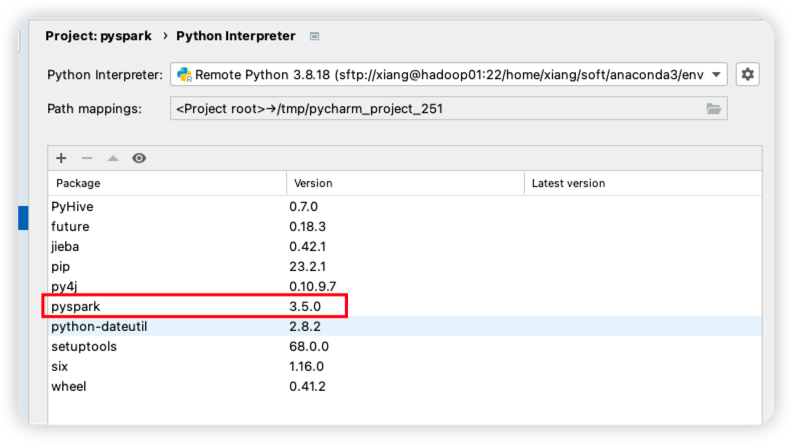 Project: pyspark › Python Interpreter
Python Interpreter: Remote Python 3.8.18 (sftp://xiang@hadoop01:22/home/xiang/soft/anaconda3/env
Path mappings: <Project root>→/tmp/pycharm_project_251
Package Version Latest version
PyHive 0.7.0
future 0.18.3
jieba 0.42.1
pip 23.2.1
py4j 0.10.9.7
pyspark 3.5.0
python-dateutil 2.8.2
setuptools 68.0.0
six 1.16.0
wheel 0.41.2